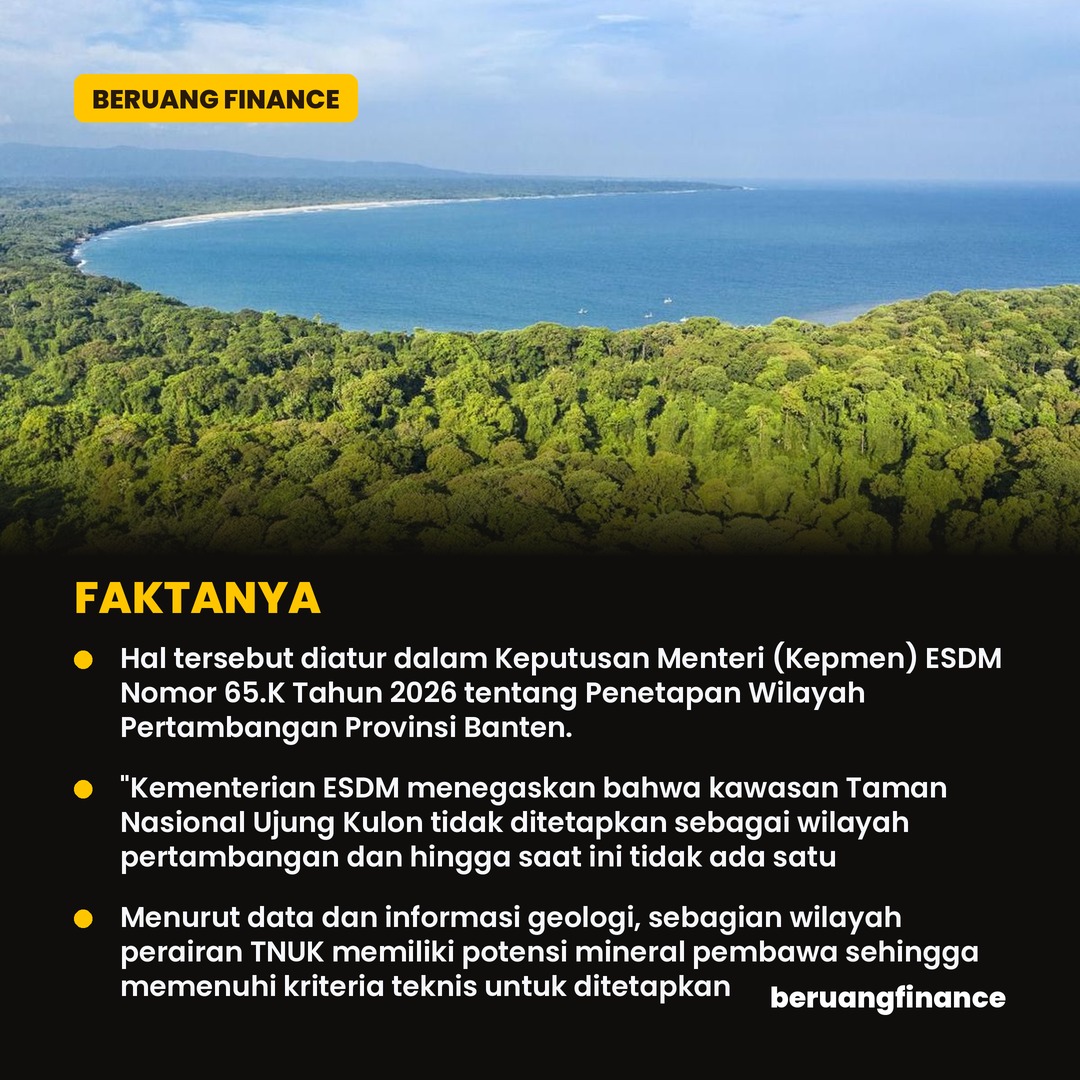 BERUANG FINANCE
FAKTANYA
Hal tersebut diatur dalam Keputusan Menteri (Kepmen) ESDM
Nomor 65.K Tahun 2026 tentang Penetapan Wilayah
Pertambangan Provinsi Banten.
"Kementerian ESDM menegaskan bahwa kawasan Taman
Nasional Ujung Kulon tidak ditetapkan sebagai wilayah
pertambangan dan hingga saat ini tidak ada satu
Menurut data dan informasi geologi, sebagian wilayah
perairan TNUK memiliki potensi mineral pembawa sehingga
memenuhi kriteria teknis untuk ditetapkan
beruangfinance